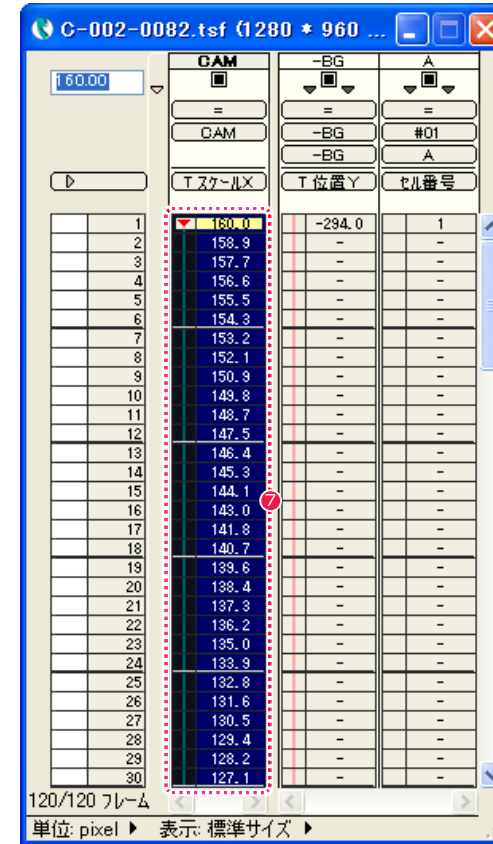 C-002-0082.tsf (1280 * 960 ...
CAM -BG A
160.00
= = =
CAM -BG #01
-BG A
TスケールX T位置Y セル番号
1 160.0 -294.0 1
2 158.9 - -
3 157.7 - -
4 156.6 - -
5 155.5 - -
6 154.3 - -
7 153.2 - -
8 152.1 - -
9 150.9 - -
10 149.8 - -
11 148.7 - -
12 147.5 - -
13 146.4 - -
14 145.3 - -
15 144.1 - -
7
16 143.0 - -
17 141.8 - -
18 140.7 - -
19 139.6 - -
20 138.4 - -
21 137.3 - -
22 136.2 - -
23 135.0 - -
24 133.9 - -
25 132.8 - -
26 131.6 - -
27 130.5 - -
28 129.4 - -
29 128.2 - -
30 127.1 - -
120/120 フレーム
単位: pixel 表示: 標準サイズ